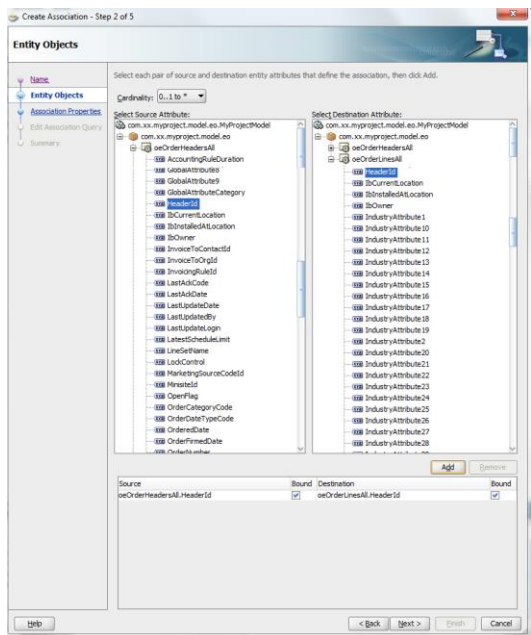 Create Association - Step 2 of 5
Entity Objects
Name
Entity Objects
Association Properties
Edit Association Query
Summary
Select each pair of source and destination entity attributes that define the association, then click Add.
Cardinality: 0..1 to *
Select Source Attribute:
com.xx.myproject.model.eo.MyProjectModel
com.xx.myproject.model.eo
oeOrderHeadersAll
AccountingRuleDuration
GlobalAttribute8
GlobalAttribute9
GlobalAttributeCategory
HeaderId
IbCurrentLocation
IbInstalledAtLocation
IbOwner
InvoiceToContactId
InvoiceToOrgId
InvoicingRuleId
LastAckCode
LastAckDate
LastUpdateDate
LastUpdatedBy
LastUpdateLogin
LatestScheduleLimit
LineSetName
LockControl
MarketingSourceCodeId
MinisiteId
OpenFlag
OrderCategoryCode
OrderDateTypeCode
OrderedDate
OrderFirmedDate
OrderNumber
Select Destination Attribute:
com.xx.myproject.model.eo.MyProjectModel
com.xx.myproject.model.eo
oeOrderHeadersAll
oeOrderLinesAll
HeaderId
IbCurrentLocation
IbInstalledAtLocation
IbOwner
IndustryAttribute1
IndustryAttribute10
IndustryAttribute11
IndustryAttribute12
IndustryAttribute13
IndustryAttribute14
IndustryAttribute15
IndustryAttribute16
IndustryAttribute17
IndustryAttribute18
IndustryAttribute19
IndustryAttribute2
IndustryAttribute20
IndustryAttribute21
IndustryAttribute22
IndustryAttribute23
IndustryAttribute24
IndustryAttribute25
IndustryAttribute26
IndustryAttribute27
IndustryAttribute28
Add Remove
Source Bound Destination Bound
oeOrderHeadersAll.HeaderId oeOrderLinesAll.HeaderId
Help < Back Next > Finish Cancel